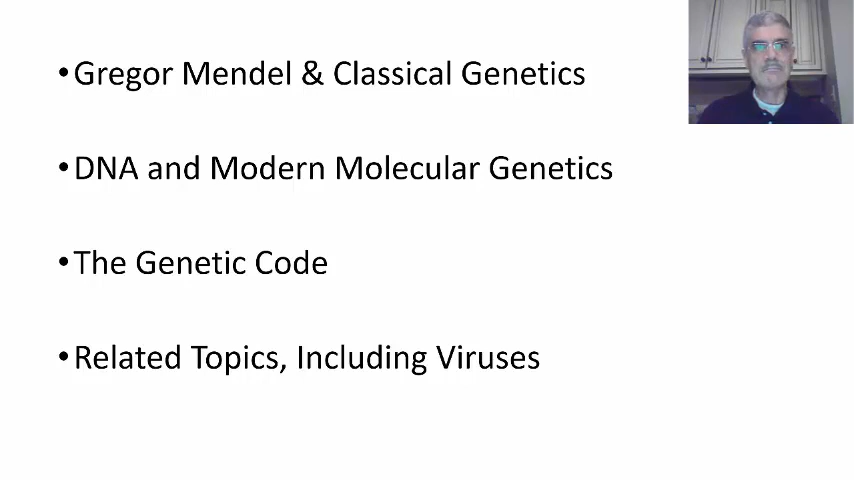 •Gregor Mendel & Classical Genetics
•DNA and Modern Molecular Genetics
•The Genetic Code
•Related Topics, Including Viruses